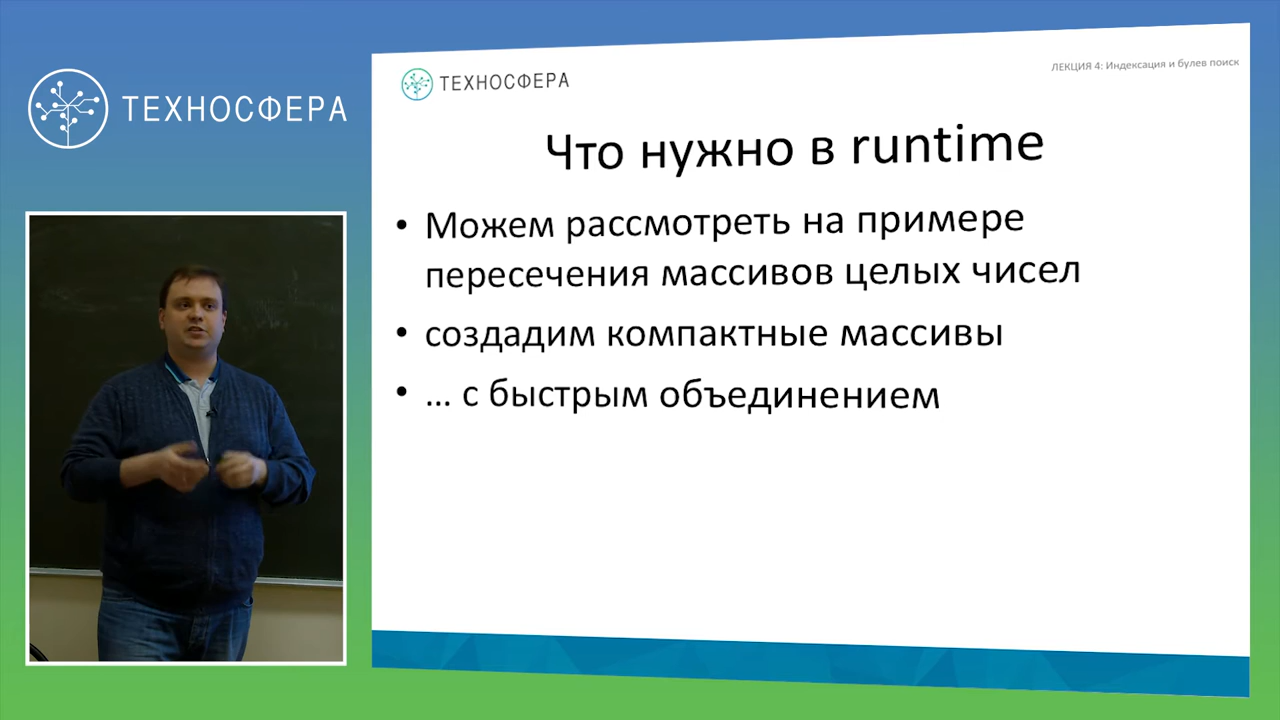 ТЕХНОСФЕРА
ТЕХНОСФЕРА
ЛЕКЦИЯ 4: Индексация и булев поиск
Что нужно в runtime
• Можем рассмотреть на примере
пересечения массивов целых чисел
• создадим компактные массивы
• ... с быстрым объединением